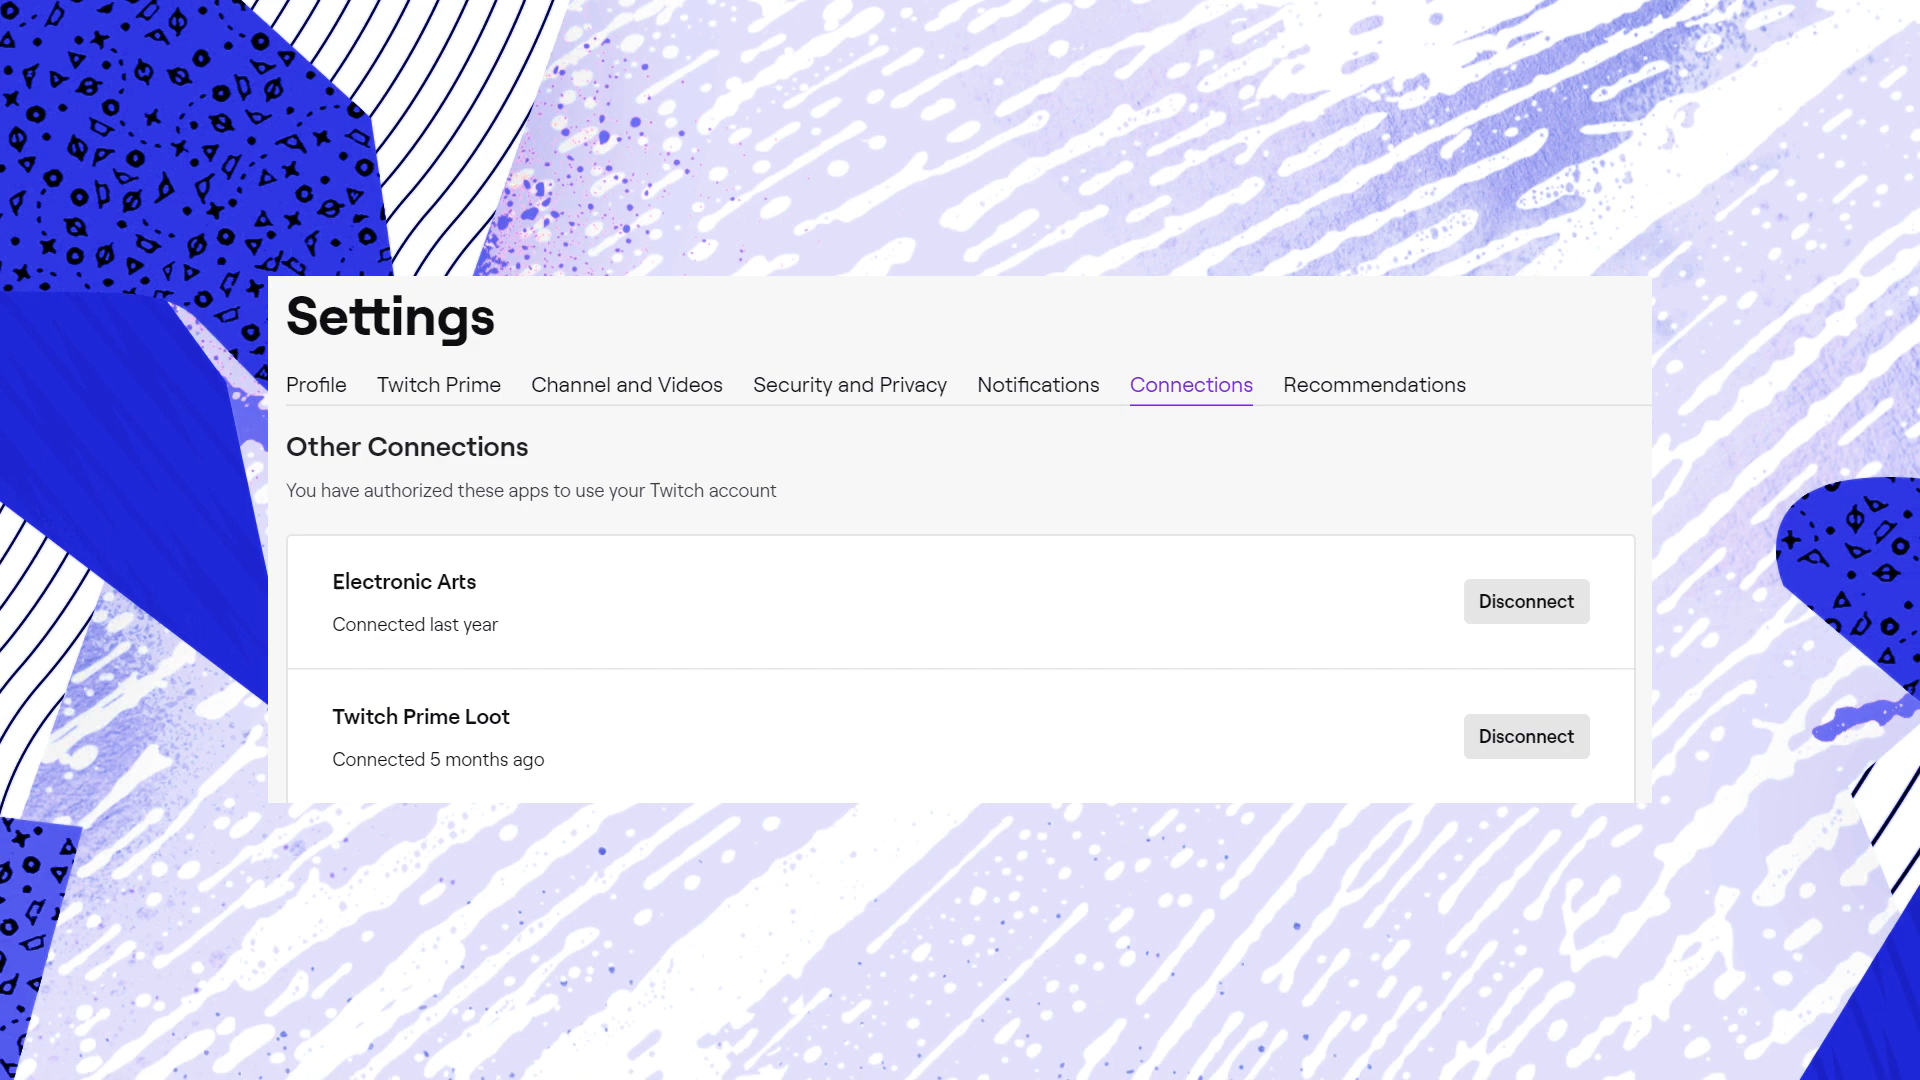 Settings
Profile Twitch Prime Channel and Videos Security and Privacy Notifications Connections Recommendations
Other Connections
You have authorized these apps to use your Twitch account
Electronic Arts
Disconnect
Connected last year
Twitch Prime Loot
Disconnect
Connected 5 months ago